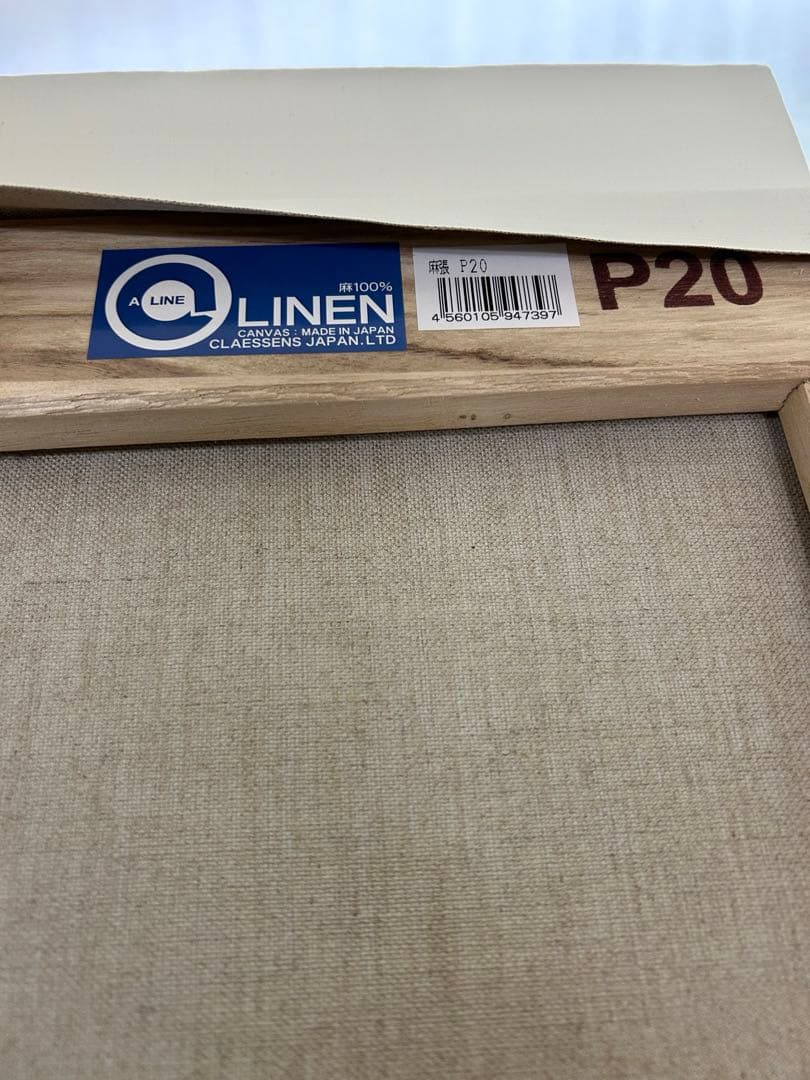 A LINE
麻100%
LINEN
CANVAS : MADE IN JAPAN
CLAESSENS JAPAN.LTD
麻張 P20
4 560105 947397
P20